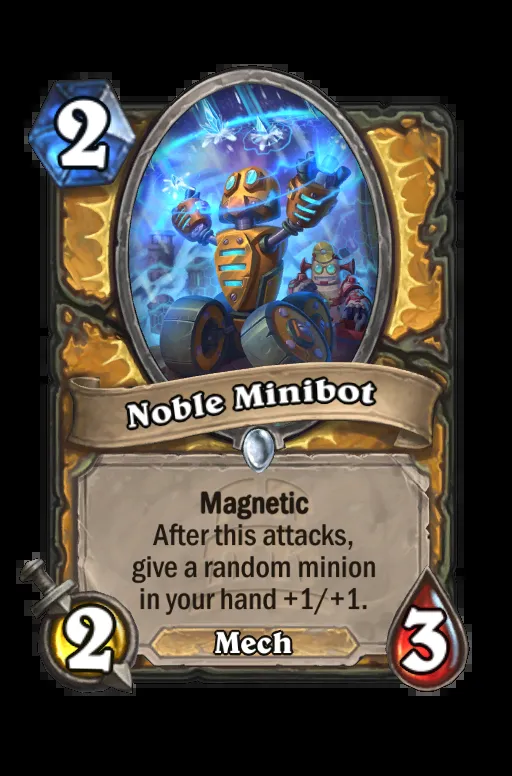 2
Noble Minibot
Magnetic
After this attacks,
give a random minion
in your hand +1/+1.
2
Mech
3